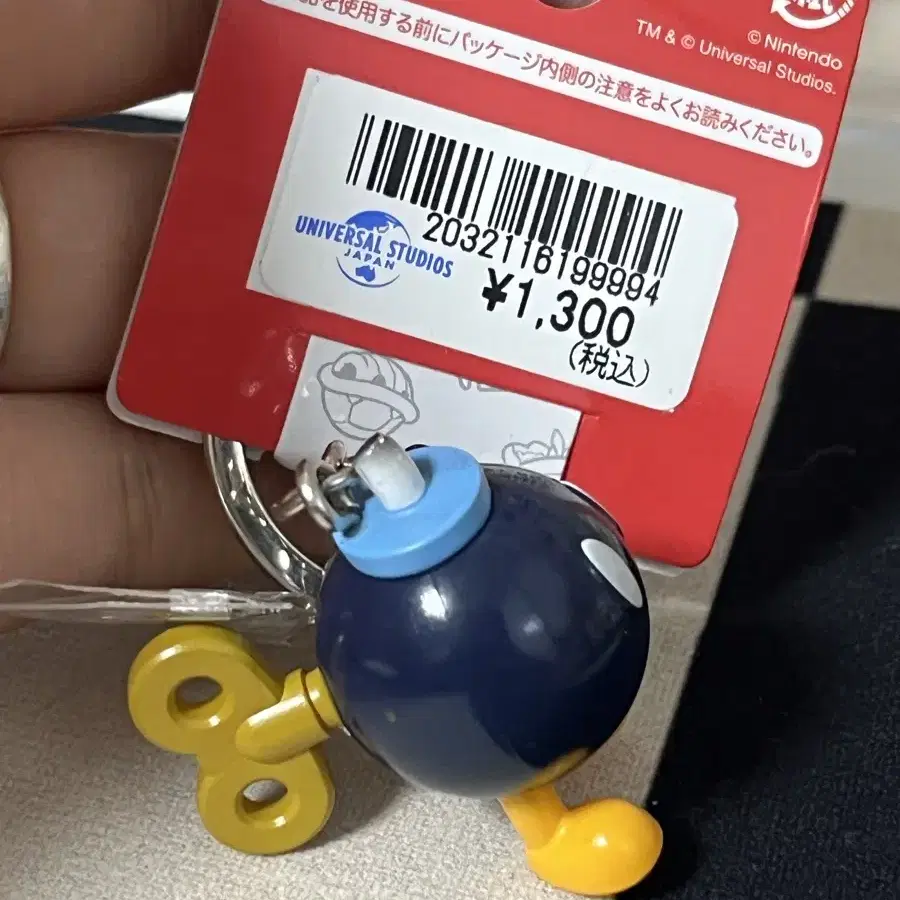 を使用する前にパッケージ内側の注意をよくお読みください。
TM & © Universal Studios.
© Nintendo
UNIVERSAL STUDIOS
JAPAN
2032116199994
¥1,300
(税込)